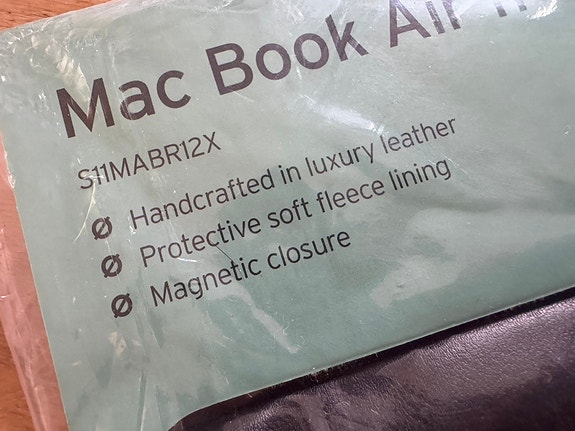 Mac Book Air
S11MABR12X
Ø Handcrafted in luxury leather
Ø Protective soft fleece lining
Ø Magnetic closure